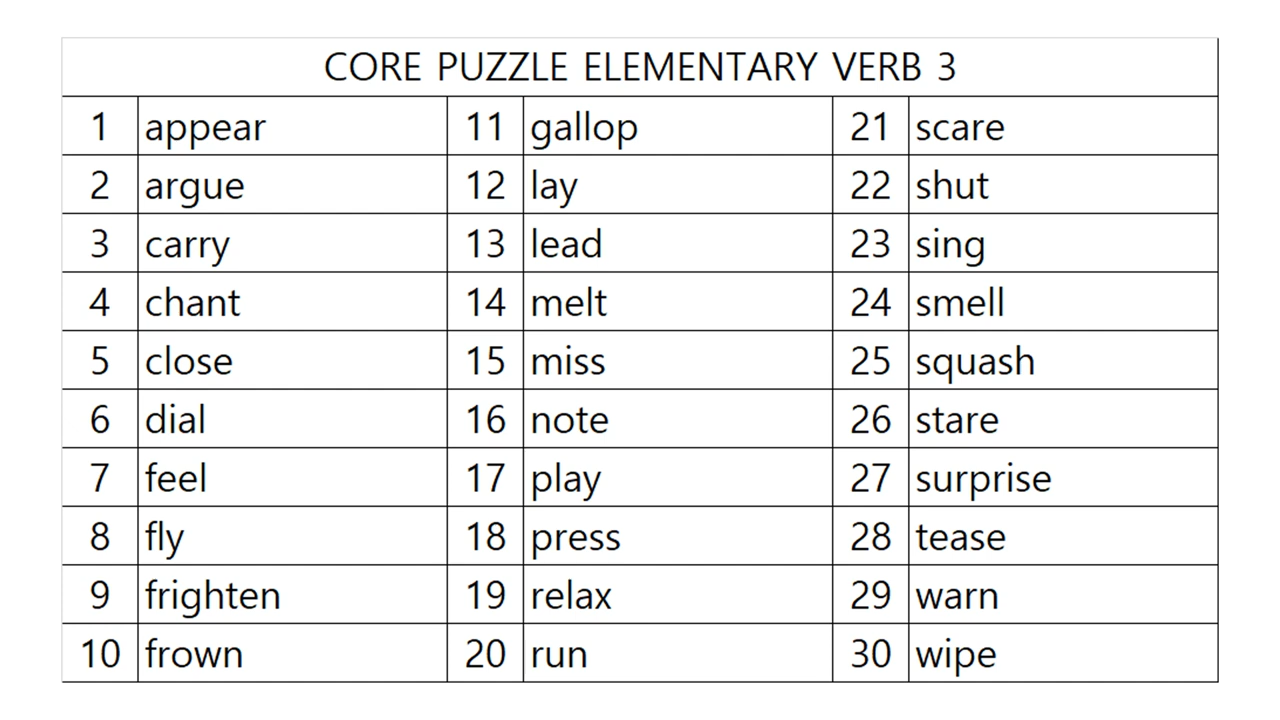 CORE PUZZLE ELEMENTARY VERB 3
1 appear 11 gallop 21 scare
2 argue 12 lay 22 shut
3 carry 13 lead 23 sing
4 chant 14 melt 24 smell
5 close 15 miss 25 squash
6 dial 16 note 26 stare
7 feel 17 play 27 surprise
8 fly 18 press 28 tease
9 frighten 19 relax 29 warn
10 frown 20 run 30 wipe